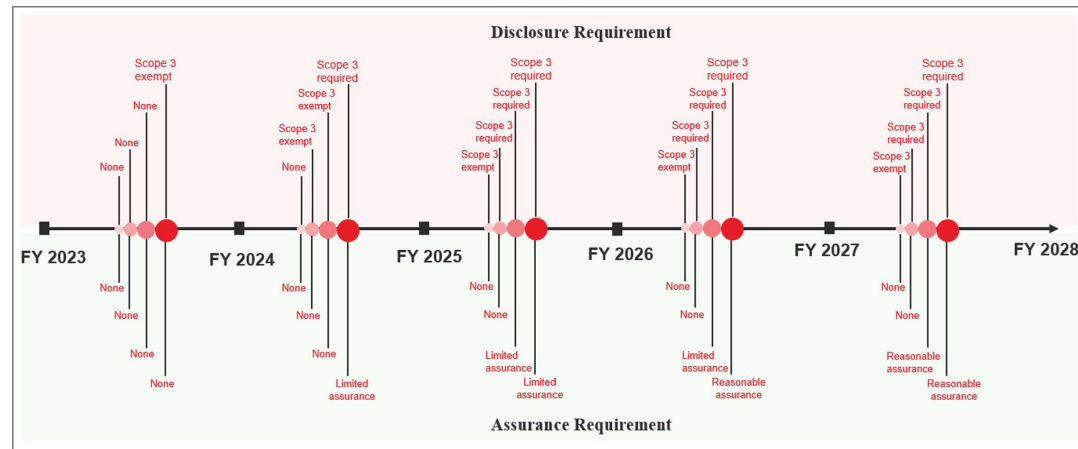 Disclosure Requirement
Scope 3
exempt
None
None
None
Scope 3
required
Scope 3
exempt
Scope 3
exempt
None
Scope 3
required
Scope 3
required
Scope 3
required
Scope 3
exempt
Scope 3
required
Scope 3
required
Scope 3
required
Scope 3
exempt
Scope 3
required
Scope 3
required
Scope 3
required
Scope 3
exempt
FY 2023
FY 2024
FY 2025
FY 2026
FY 2027
FY 2028
None
None
None
None
None
None
None
Limited
assurance
None
None
Limited
assurance
Limited
assurance
None
None
Limited
assurance
Reasonable
assurance
None
None
Reasonable
assurance
Reasonable
assurance
Assurance Requirement